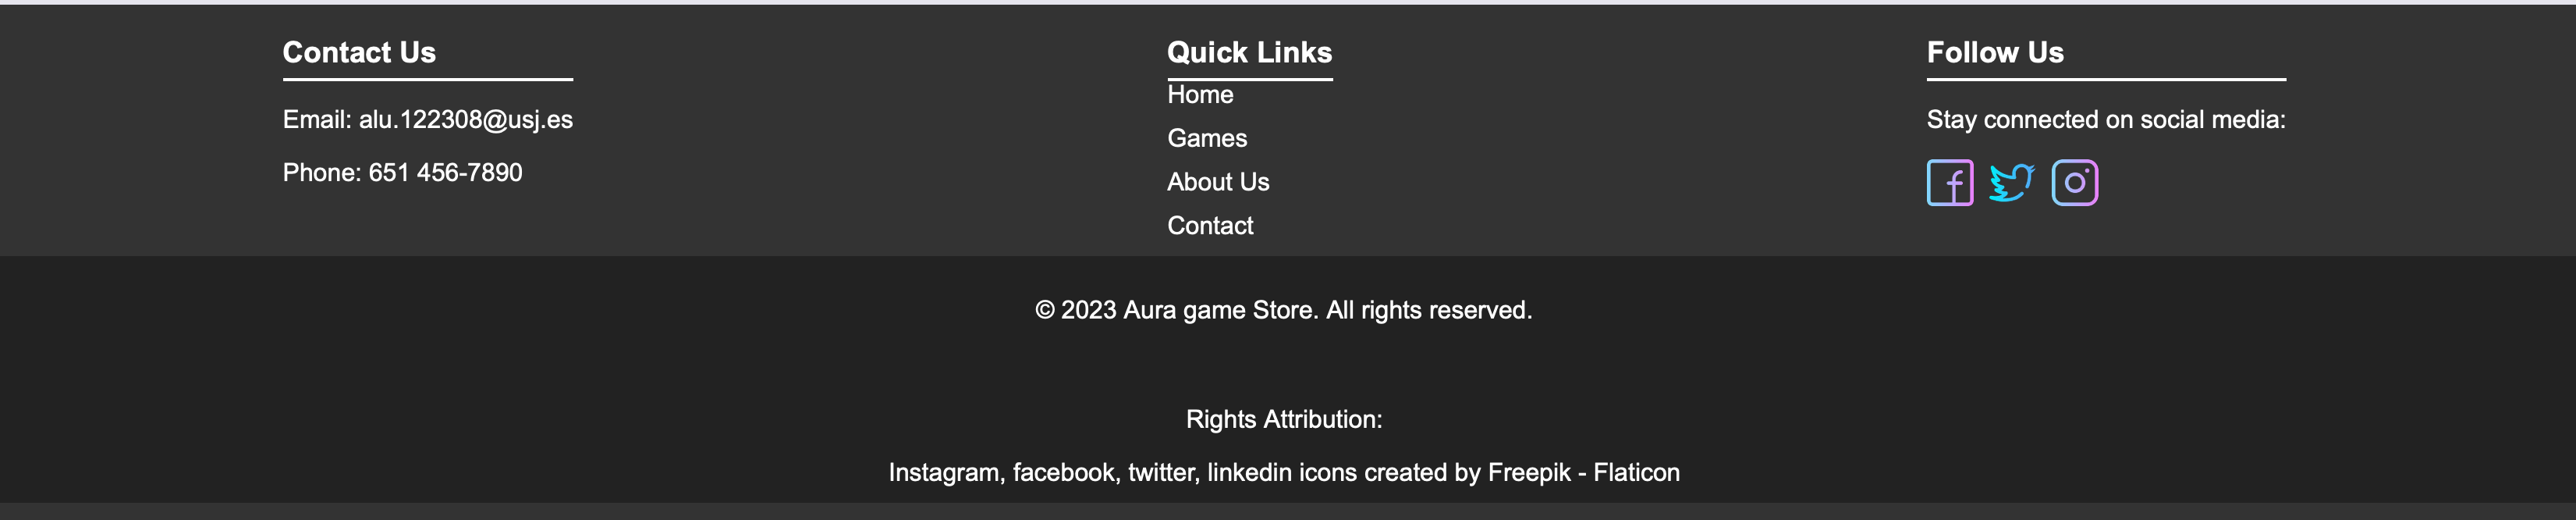 Contact Us
Email: alu.122308@usj.es
Phone: 651 456-7890
Quick Links
Home
Games
About Us
Contact
Follow Us
Stay connected on social media:
© 2023 Aura game Store. All rights reserved.
Rights Attribution:
Instagram, facebook, twitter, linkedin icons created by Freepik - Flaticon